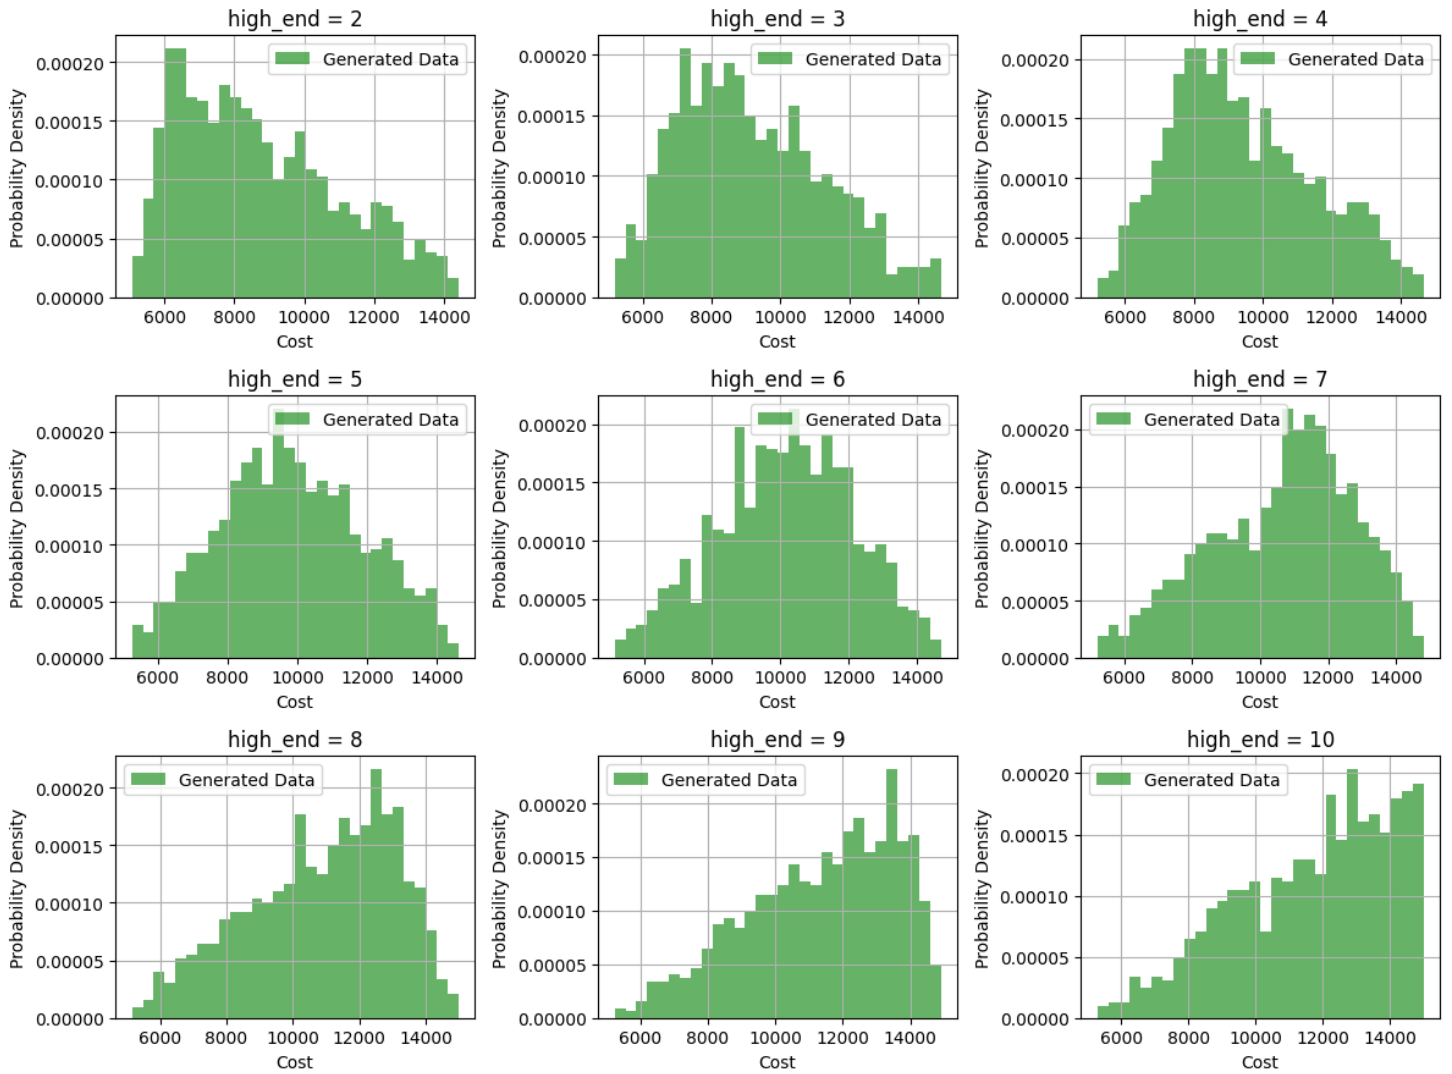 high_end = 2
Generated Data
Probability Density
0.00020
0.00015
0.00010
0.00005
0.00000
6000 8000 10000 12000 14000
Cost
high_end = 3
Generated Data
Probability Density
0.00020
0.00015
0.00010
0.00005
0.00000
6000 8000 10000 12000 14000
Cost
high_end = 4
Generated Data
Probability Density
0.00020
0.00015
0.00010
0.00005
0.00000
6000 8000 10000 12000 14000
Cost
high_end = 5
Generated Data
Probability Density
0.00020
0.00015
0.00010
0.00005
0.00000
6000 8000 10000 12000 14000
Cost
high_end = 6
Generated Data
Probability Density
0.00020
0.00015
0.00010
0.00005
0.00000
6000 8000 10000 12000 14000
Cost
high_end = 7
Generated Data
Probability Density
0.00020
0.00015
0.00010
0.00005
0.00000
6000 8000 10000 12000 14000
Cost
high_end = 8
Generated Data
Probability Density
0.00020
0.00015
0.00010
0.00005
0.00000
6000 8000 10000 12000 14000
Cost
high_end = 9
Generated Data
Probability Density
0.00020
0.00015
0.00010
0.00005
0.00000
6000 8000 10000 12000 14000
Cost
high_end = 10
Generated Data
Probability Density
0.00020
0.00015
0.00010
0.00005
0.00000
6000 8000 10000 12000 14000
Cost